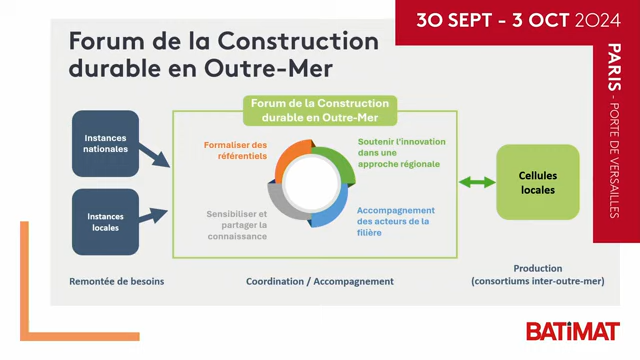 30 SEPT - 3 OCT 2024
PARIS - PORTE DE VERSAILLES
Forum de la Construction
durable en Outre-Mer
Forum de la Construction
durable en Outre-Mer
Instances
nationales
Instances
locales
Formaliser des
référentiels
Soutenir l'innovation
dans une
approche régionale
Sensibiliser et
partager la
connaissance
Accompagnement
des acteurs de la
filière
Cellules
locales
Remontée de besoins
Coordination / Accompagnement
Production
(consortiums inter-outre-mer)
BATIMAT